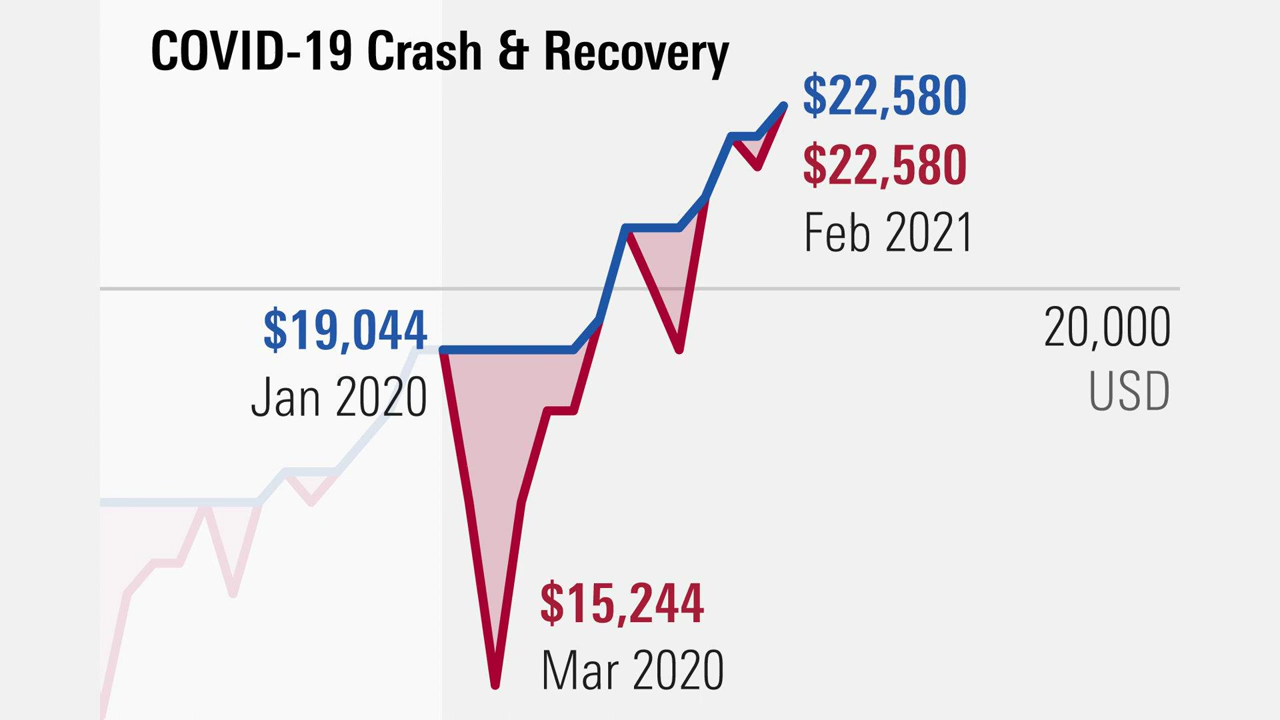 COVID-19 Crash & Recovery
$22,580
$22,580
Feb 2021
$19,044
Jan 2020
20,000
USD
$15,244
Mar 2020